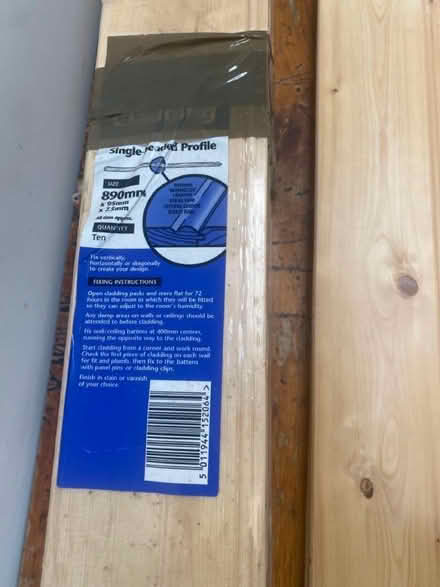 Profile
SIZE
890mm
x 95mm
x 7.5mm
All sizes approx.
QUANTITY
Ten
Fix vertically,
horizontally or diagonally
to create your design.
FIXING INSTRUCTIONS
Open cladding packs and store flat for 72
hours in the room in which they will be fitted
so they can adjust to the room's humidity.
Any damp areas on walls or ceilings should be
attended to before cladding.
Fix wall/ceiling battens at 400mm centres,
running the opposite way to the cladding.
Start cladding from a corner and work round.
Check the first piece of cladding on each wall
for fit and plumb, then fix to the battens
with panel pins or cladding clips.
Finish in stain or varnish
of your choice.
5 011944 152064 >